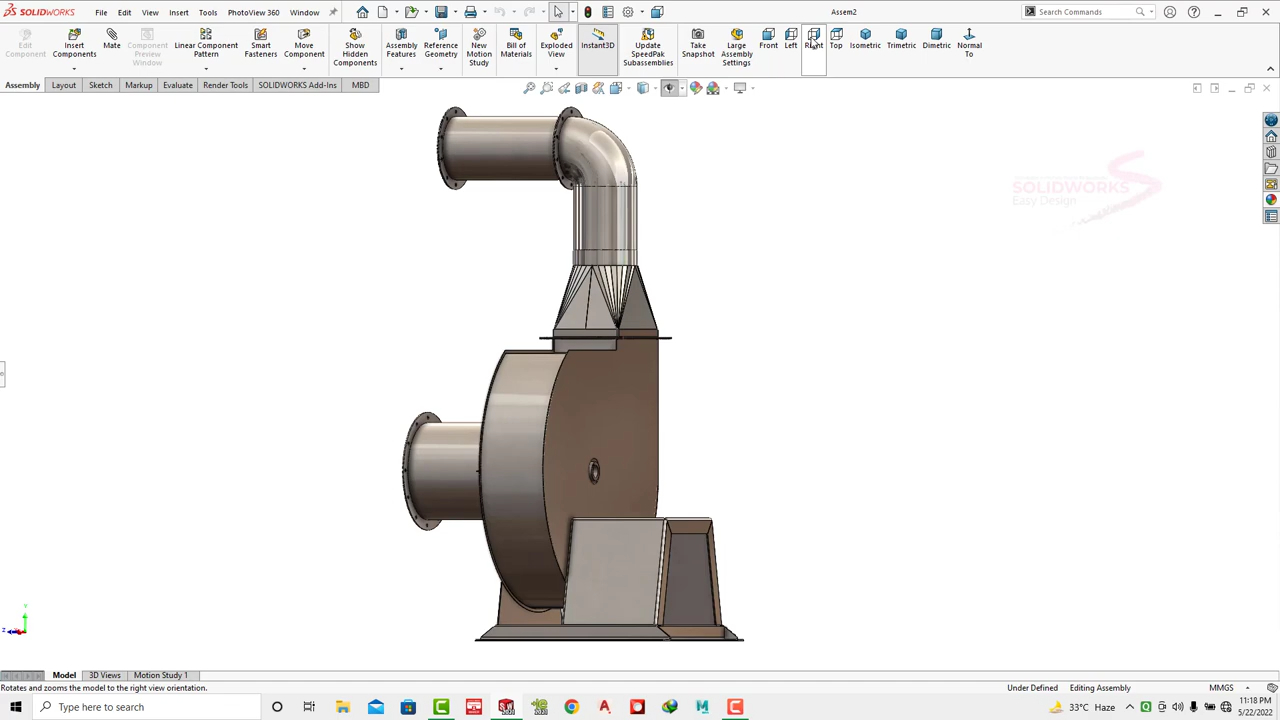 SOLIDWORKS
File
Edit
View
Insert
Tools
PhotoView 360
Window
Assem2
Search Commands
Edit Component
Insert Components
Mate
Component Preview Window
Linear Component Pattern
Smart Fasteners
Move Component
Show Hidden Components
Assembly Features
Reference Geometry
New Motion Study
Bill of Materials
Exploded View
Instant3D
Update SpeedPak Subassemblies
Take Snapshot
Large Assembly Settings
Front
Left
Right
Top
Isometric
Trimetric
Dimetric
Normal To
Assembly
Layout
Sketch
Markup
Evaluate
Render Tools
SOLIDWORKS Add-Ins
MBD
SOLIDWORKS
Easy Design
Y
Z
Model
3D Views
Motion Study 1
Rotates and zooms the model to the right view orientation.
Under Defined
Editing Assembly
MMGS
Type here to search
33°C Haze
11:18 PM
5/22/2022